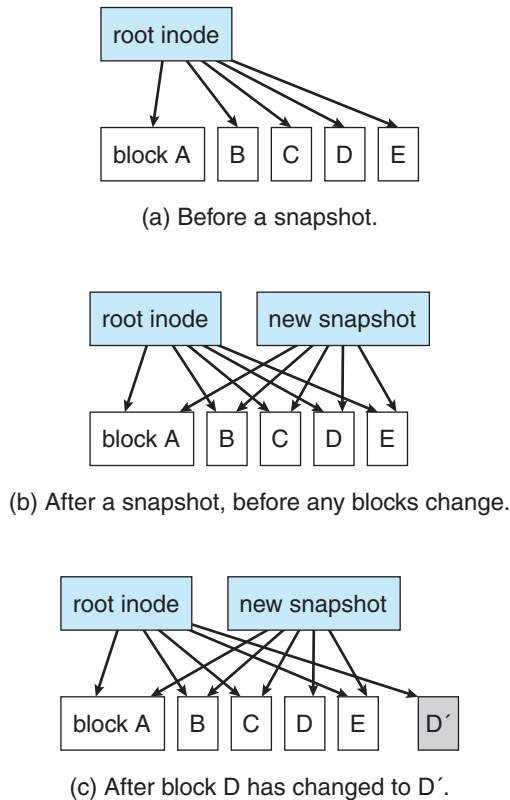 root inode
block A B C D E
(a) Before a snapshot.
root inode new snapshot
block A B C D E
(b) After a snapshot, before any blocks change.
root inode new snapshot
block A B C D E D´
(c) After block D has changed to D´.